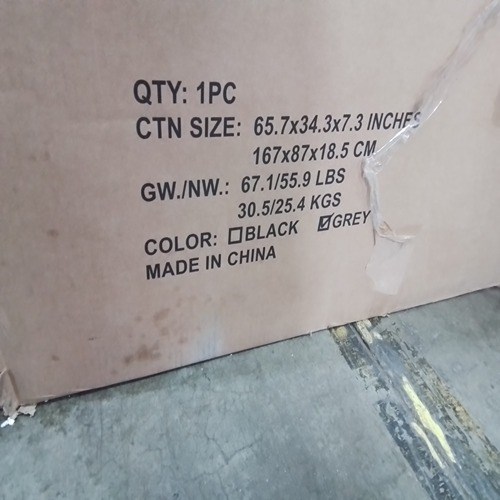 QTY: 1PC
CTN SIZE: 65.7x34.3x7.3 INCHES
167x87x18.5 CM
GW./NW.: 67.1/55.9 LBS
30.5/25.4 KGS
COLOR: ☐BLACK ☑GREY
MADE IN CHINA